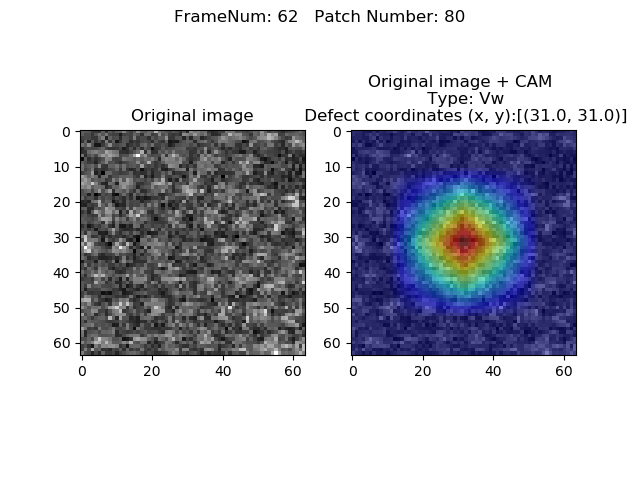 FrameNum: 62   Patch Number: 80
Original image
Original image + CAM
Type: Vw
Defect coordinates (x, y):[(31.0, 31.0)]
0
10
20
30
40
50
60
0 20 40 60
0
10
20
30
40
50
60
0 20 40 60